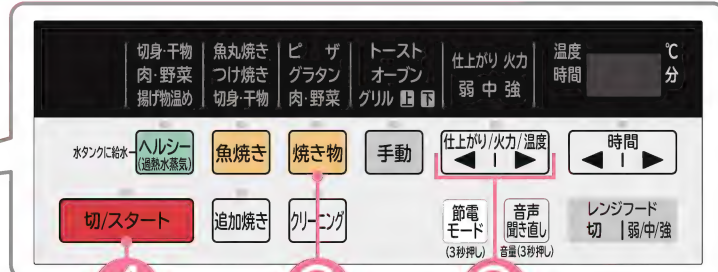 切身・干物 魚丸焼き ピ ザ トースト 仕上がり 火力 温度 ℃
肉・野菜 つけ焼き グラタン オーブン 弱 中 強 時間 分
揚げ物温め 切身・干物 肉・野菜 グリル 上 下
水タンクに給水 ヘルシー (過熱水蒸気) 魚焼き 焼き物 手動 仕上がり/火力/温度 ◀ | ▶ 時間 ◀ | ▶
切/スタート 追加焼き クリーニング 節電モード 音声聞き直し レンジフード
切 | 弱/中/強
(3秒押し) 音量(3秒押し)